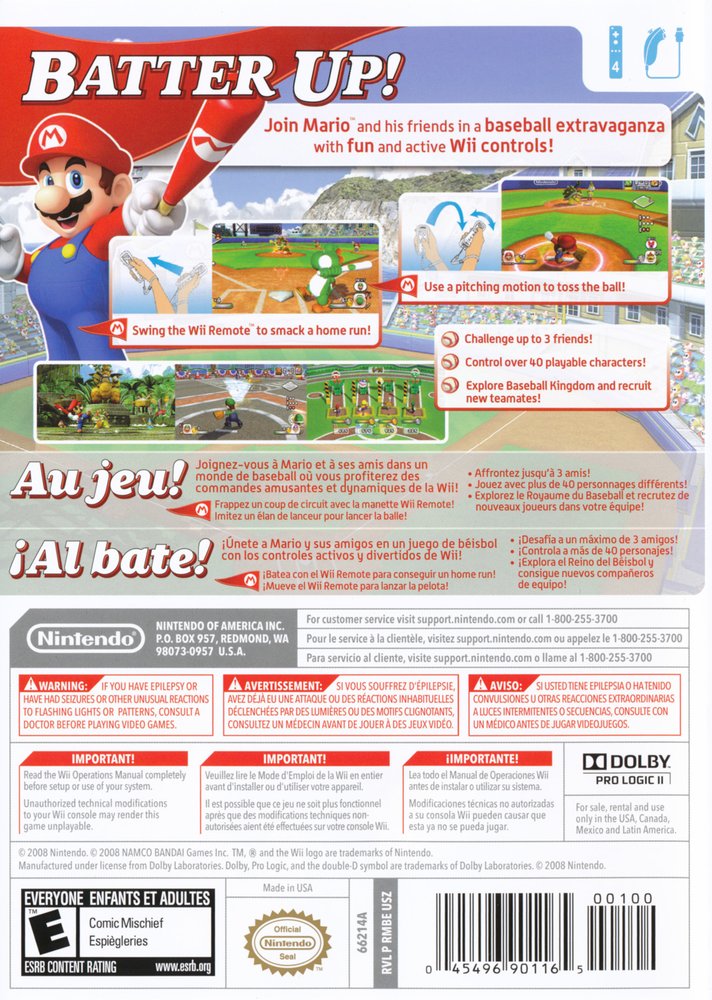 BATTER UP!
4
Join Mario™ and his friends in a baseball extravaganza
with fun and active Wii controls!
Nintendo
Use a pitching motion to toss the ball!
Swing the Wii Remote™ to smack a home run!
Challenge up to 3 friends!
Control over 40 playable characters!
Explore Baseball Kingdom and recruit
new teamates!
Au jeu!
Joignez-vous à Mario et à ses amis dans un
monde de baseball où vous profiterez des
commandes amusantes et dynamiques de la Wii!
Frappez un coup de circuit avec la manette Wii Remote!
Imitez un élan de lanceur pour lancer la balle!
• Affrontez jusqu'à 3 amis!
• Jouez avec plus de 40 personnages différents!
• Explorez le Royaume du Baseball et recrutez de
nouveaux joueurs dans votre équipe!
¡Al bate!
¡Únete a Mario y sus amigos en un juego de béisbol
con los controles activos y divertidos de Wii!
¡Batea con el Wii Remote para conseguir un home run!
¡Mueve el Wii Remote para lanzar la pelota!
• ¡Desafía a un máximo de 3 amigos!
• ¡Controla a más de 40 personajes!
• ¡Explora el Reino del Béisbol y
consigue nuevos compañeros
de equipo!
Nintendo®
NINTENDO OF AMERICA INC.
P.O. BOX 957, REDMOND, WA
98073-0957 U.S.A.
For customer service visit support.nintendo.com or call 1-800-255-3700
Pour le service à la clientèle, visitez support.nintendo.com ou appelez le 1-800-255-3700
Para servicio al cliente, visite support.nintendo.com o llame al 1-800-255-3700
WARNING: IF YOU HAVE EPILEPSY OR
HAVE HAD SEIZURES OR OTHER UNUSUAL REACTIONS
TO FLASHING LIGHTS OR PATTERNS, CONSULT A
DOCTOR BEFORE PLAYING VIDEO GAMES.
AVERTISSEMENT: SI VOUS SOUFFREZ D'ÉPILEPSIE,
AVEZ DÉJÀ EU UNE ATTAQUE OU DES RÉACTIONS INHABITUELLES
DÉCLENCHÉES PAR DES LUMIÈRES OU DES MOTIFS CLIGNOTANTS,
CONSULTEZ UN MÉDECIN AVANT DE JOUER À DES JEUX VIDÉO.
AVISO: SI USTED TIENE EPILEPSIA O HA TENIDO
CONVULSIONES U OTRAS REACCIONES EXTRAORDINARIAS
A LUCES INTERMITENTES O SECUENCIAS, CONSULTE CON
UN MÉDICO ANTES DE JUGAR VIDEOJUEGOS.
IMPORTANT!
Read the Wii Operations Manual completely
before setup or use of your system.
Unauthorized technical modifications
to your Wii console may render this
game unplayable.
IMPORTANT!
Veuillez lire le Mode d'Emploi de la Wii en entier
avant d'installer ou d'utiliser votre appareil.
Il est possible que ce jeu ne soit plus fonctionnel
après que des modifications techniques non-
autorisées aient été effectuées sur votre console Wii.
¡IMPORTANTE!
Lea todo el Manual de Operaciones Wii
antes de instalar o utilizar su sistema.
Modificaciones técnicas no autorizadas
a su consola Wii pueden causar que
esta ya no se pueda jugar.
DOLBY
PRO LOGIC II
For sale, rental and use
only in the USA, Canada,
Mexico and Latin America.
© 2008 Nintendo. © 2008 NAMCO BANDAI Games Inc. TM, ® and the Wii logo are trademarks of Nintendo.
Manufactured under license from Dolby Laboratories. Dolby, Pro Logic, and the double-D symbol are trademarks of Dolby Laboratories. © 2008 Nintendo.
EVERYONE ENFANTS ET ADULTES
E™
Comic Mischief
Espiègleries
ESRB CONTENT RATING www.esrb.org
Made in USA
Official
Nintendo
Seal
66214A
RVL P RMBE USZ
0 45496 90116 5
00100